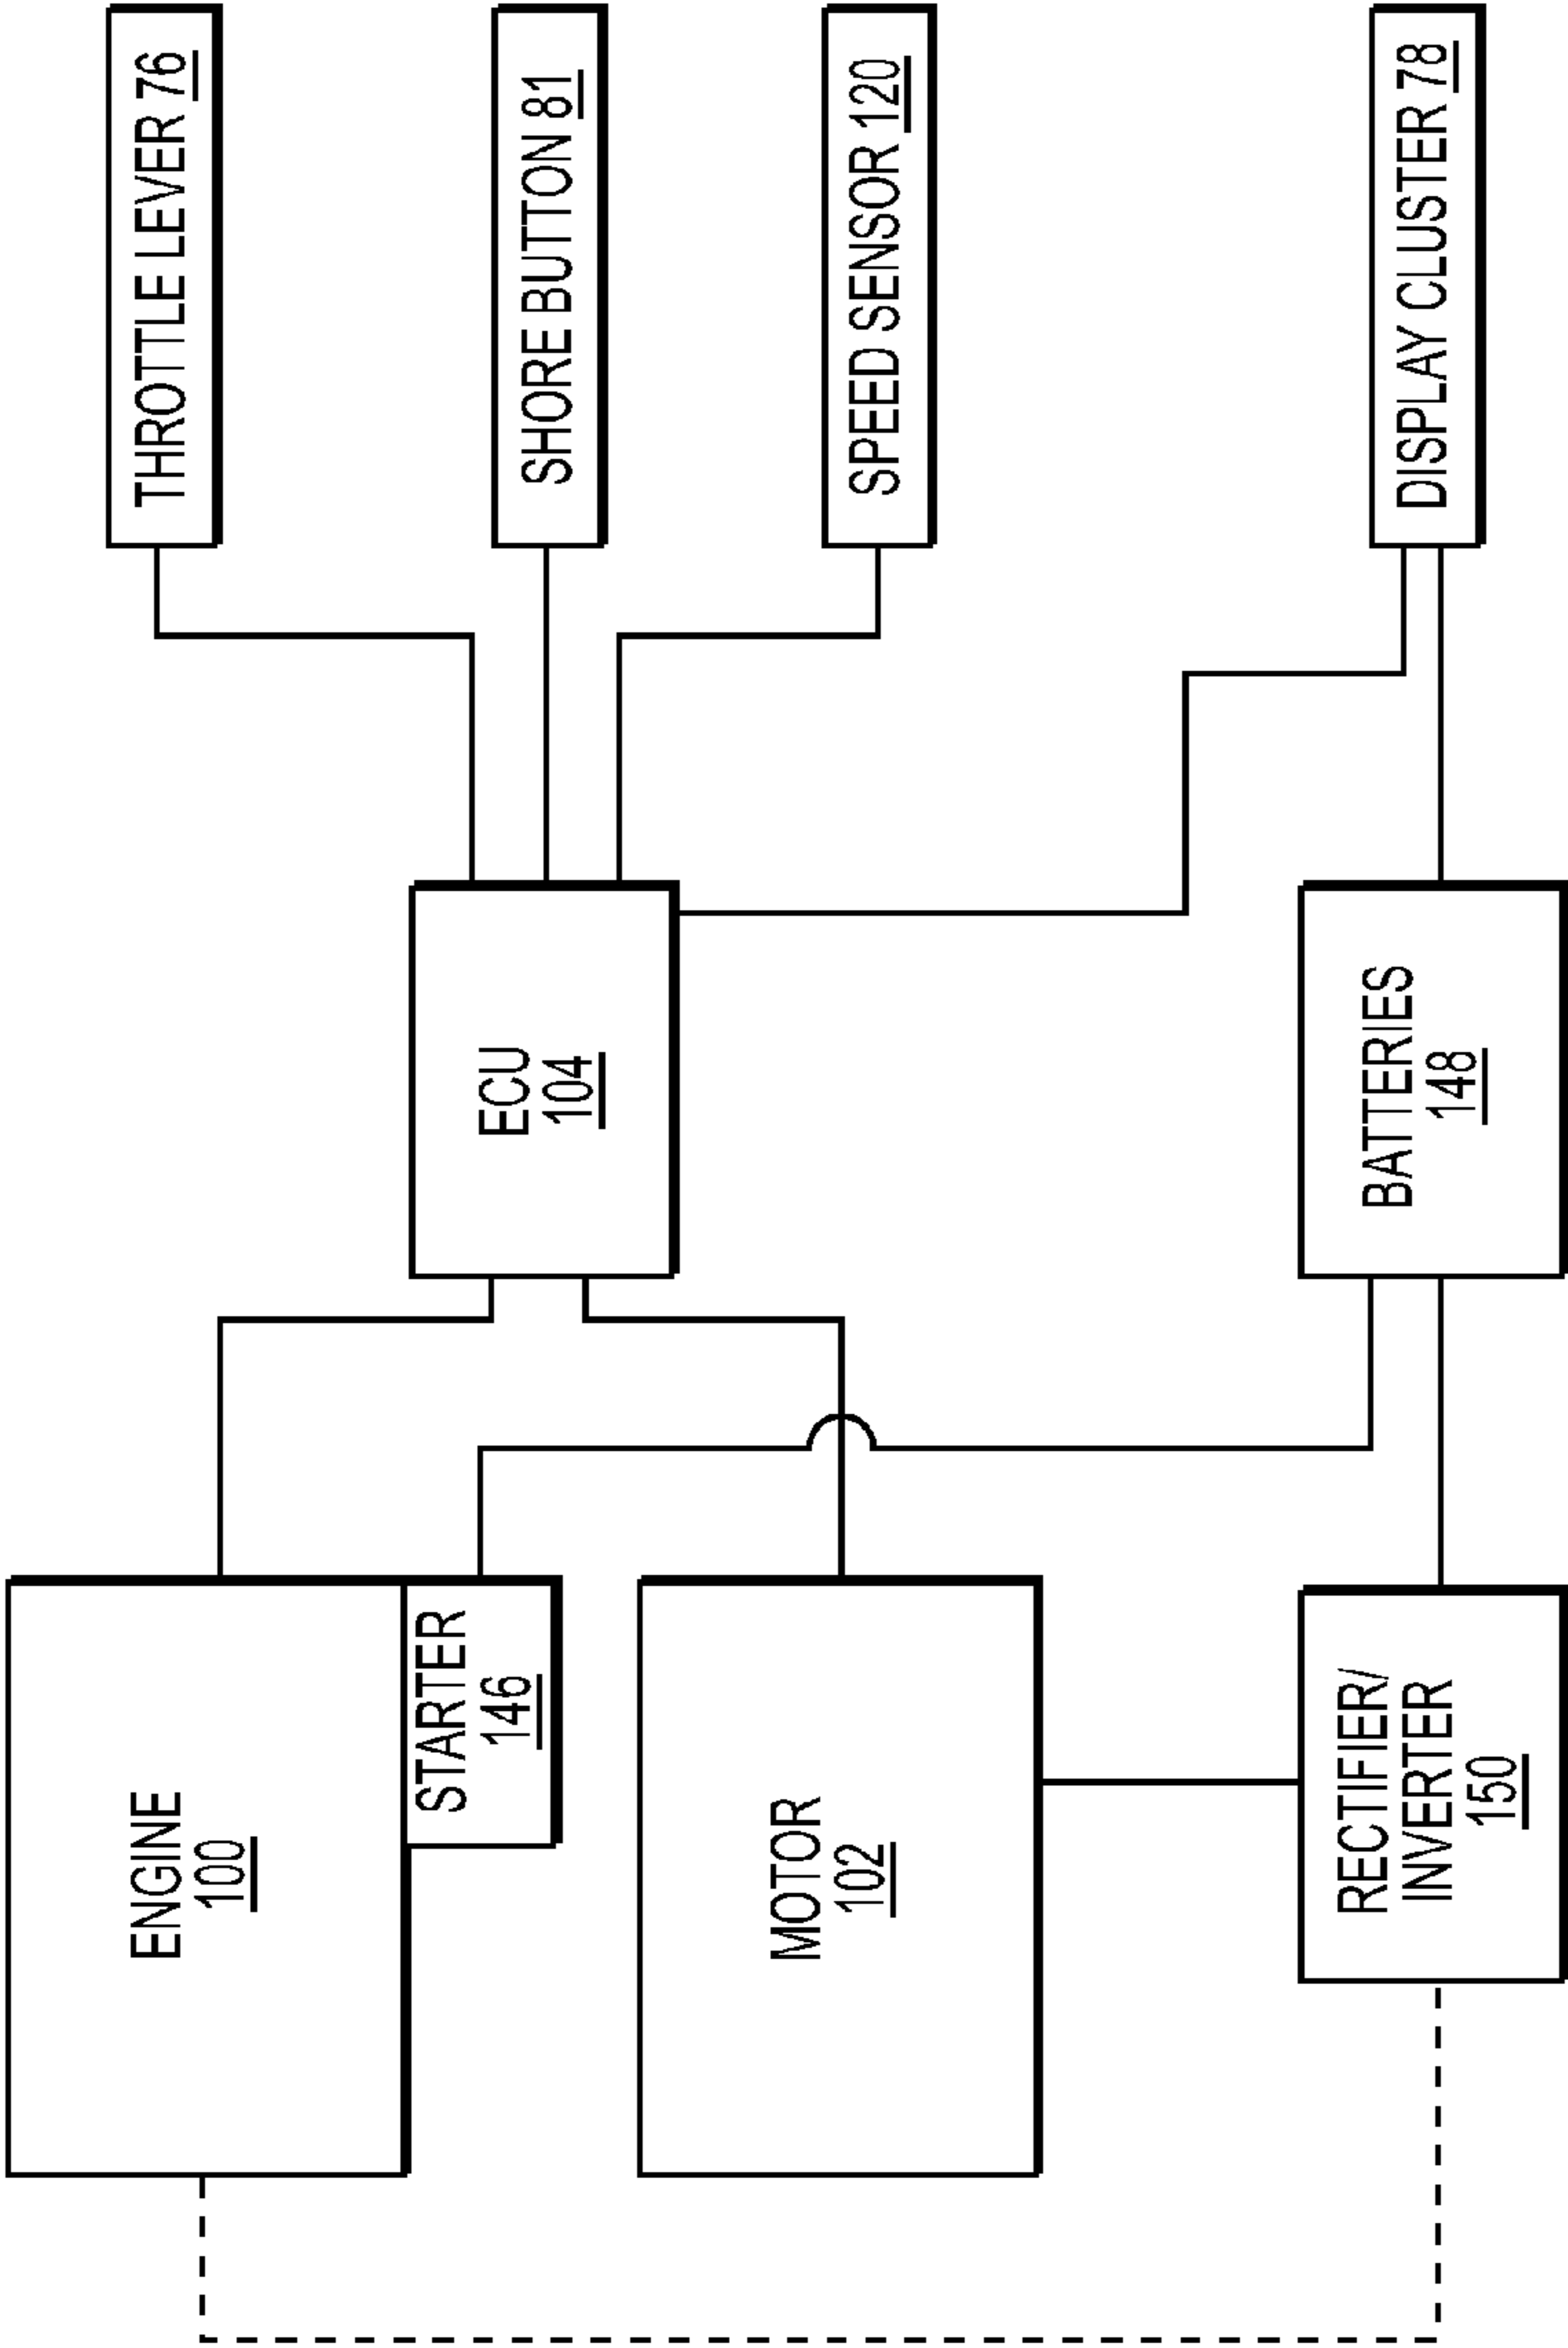 ENGINE
100
STARTER
146
MOTOR
102
RECTIFIER/
INVERTER
150
ECU
104
BATTERIES
148
THROTTLE LEVER 76
SHORE BUTTON 81
SPEED SENSOR 120
DISPLAY CLUSTER 78